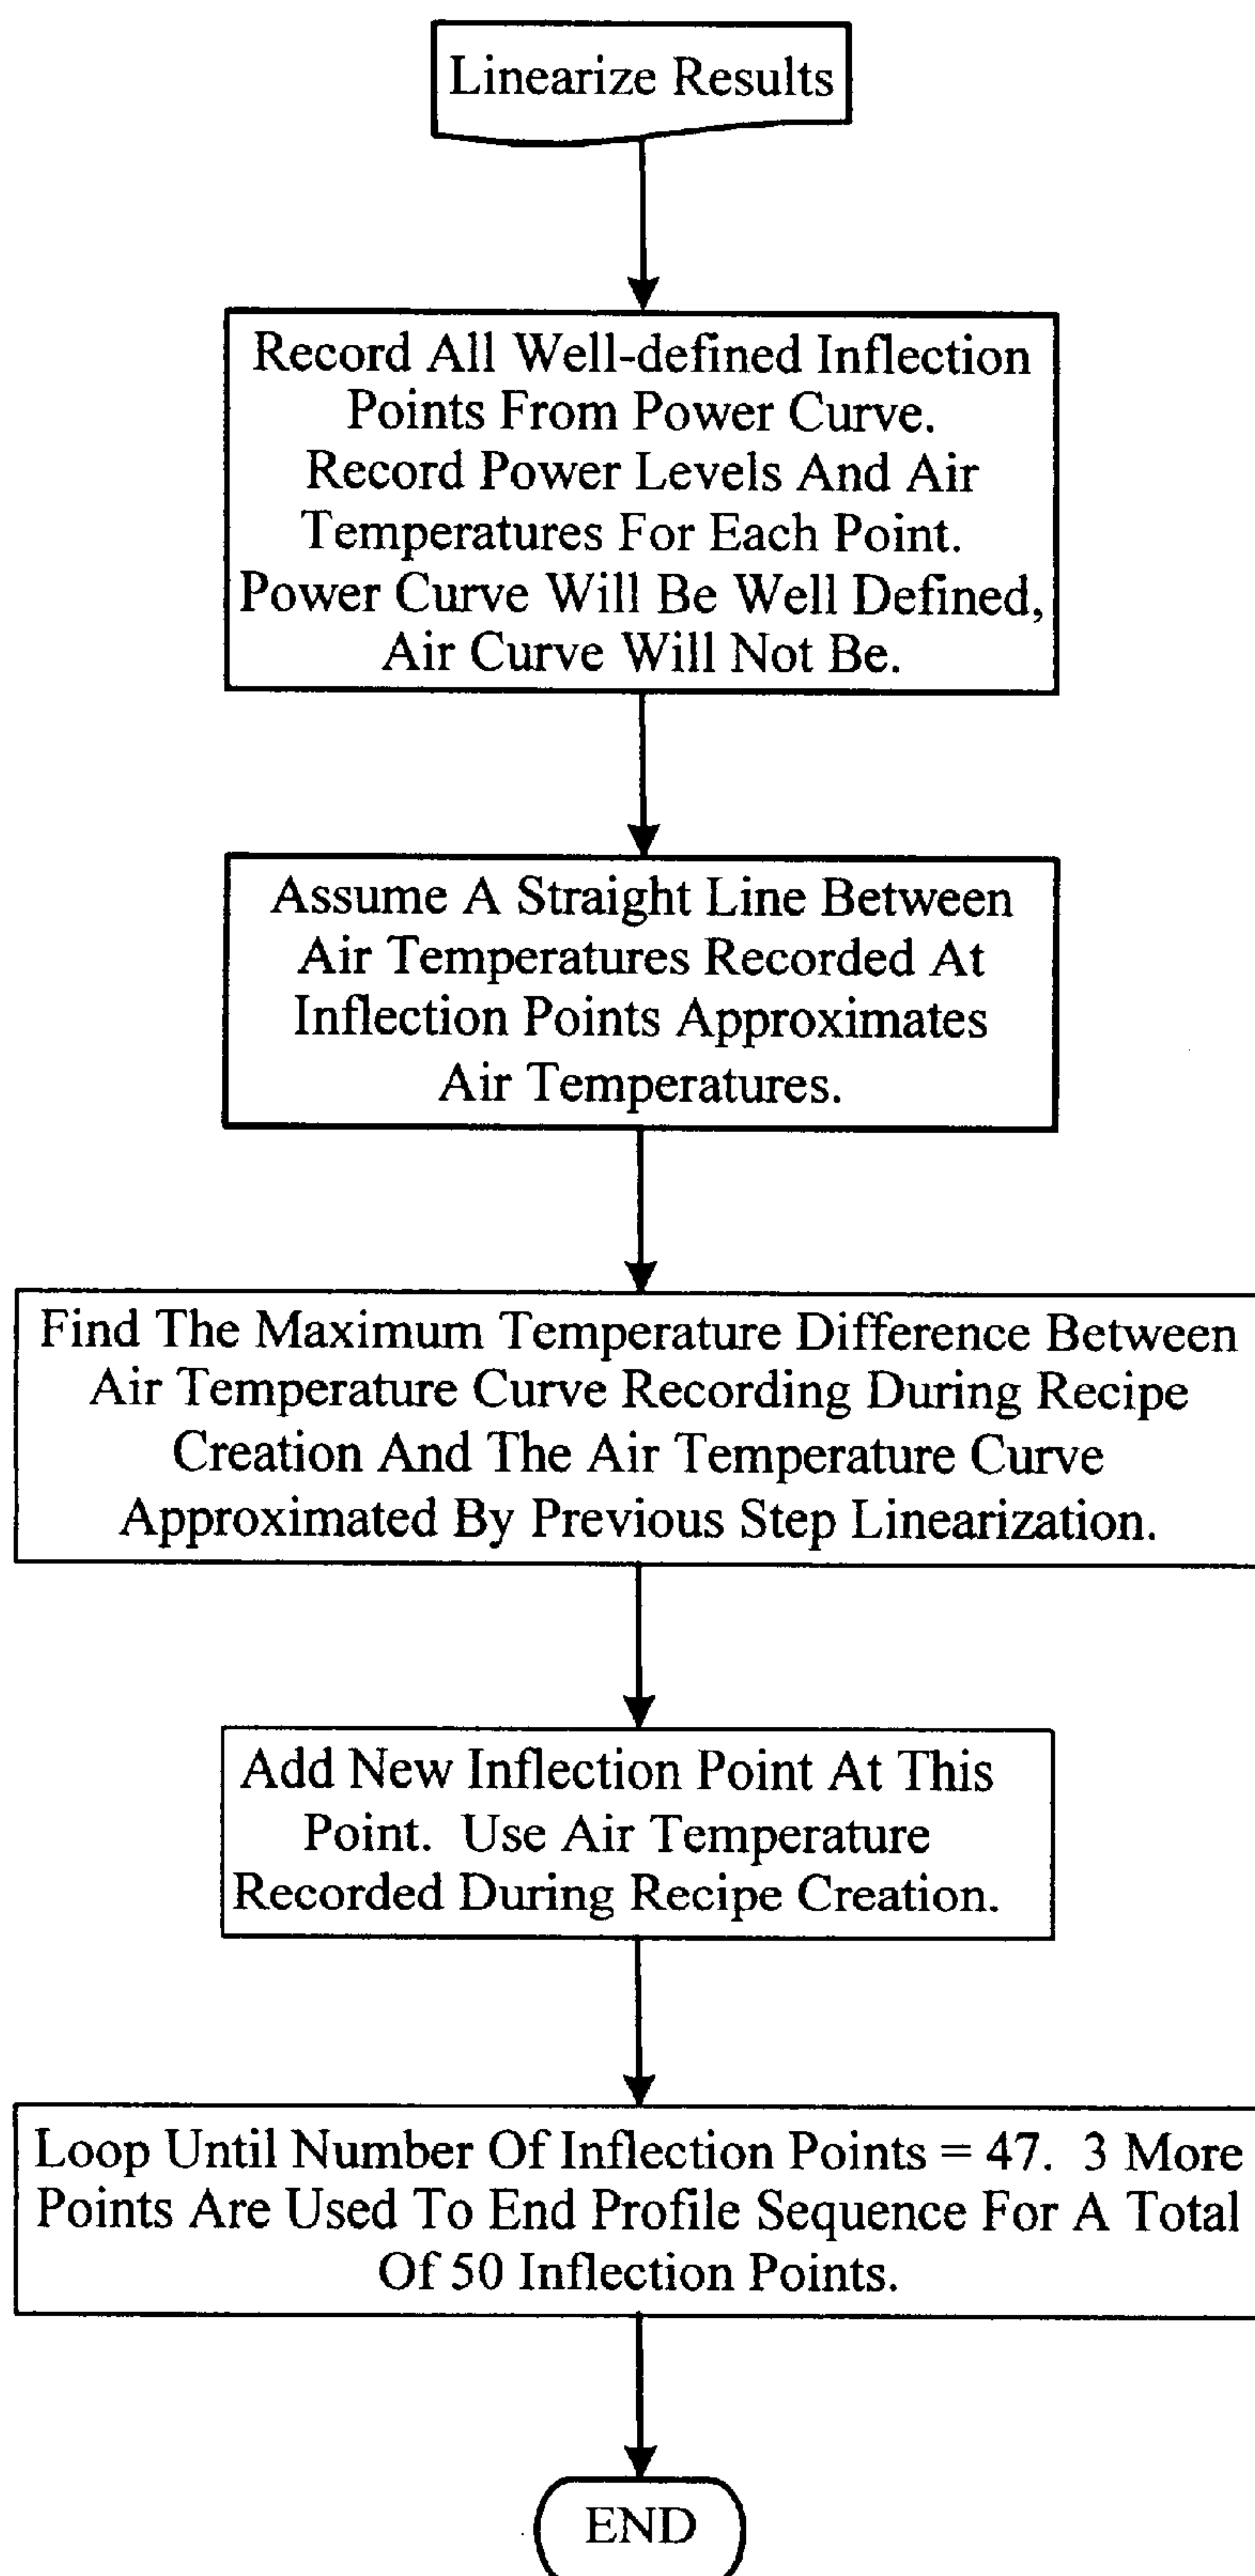 Linearize Results
Record All Well-defined Inflection
Points From Power Curve.
Record Power Levels And Air
Temperatures For Each Point.
Power Curve Will Be Well Defined,
Air Curve Will Not Be.
Assume A Straight Line Between
Air Temperatures Recorded At
Inflection Points Approximates
Air Temperatures.
Find The Maximum Temperature Difference Between
Air Temperature Curve Recording During Recipe
Creation And The Air Temperature Curve
Approximated By Previous Step Linearization.
Add New Inflection Point At This
Point. Use Air Temperature
Recorded During Recipe Creation.
Loop Until Number Of Inflection Points = 47. 3 More
Points Are Used To End Profile Sequence For A Total
Of 50 Inflection Points.
END